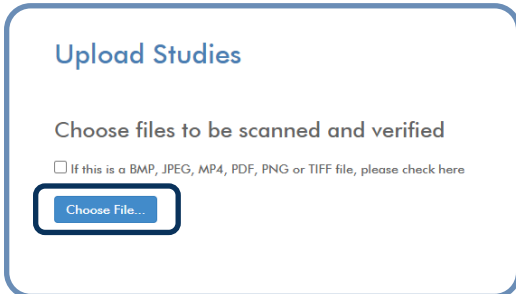 Upload Studies
Choose files to be scanned and verified
If this is a BMP, JPEG, MP4, PDF, PNG or TIFF file, please check here
Choose File...